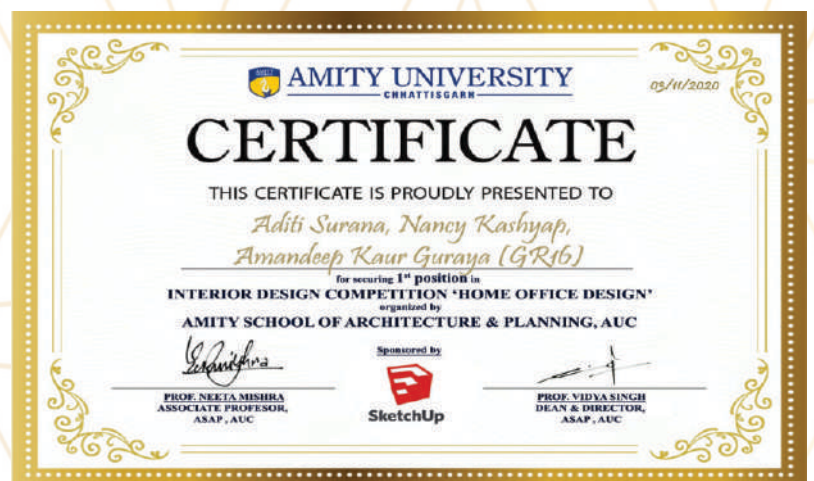 AMITY UNIVERSITY
CHHATTISGARH
03/11/2020
CERTIFICATE
THIS CERTIFICATE IS PROUDLY PRESENTED TO
Aditi Surana, Nancy Kashyap,
Amandeep Kaur Guraya (GR16)
for securing 1st position in
INTERIOR DESIGN COMPETITION ‘HOME OFFICE DESIGN’
organized by
AMITY SCHOOL OF ARCHITECTURE & PLANNING, AUC
Sponsored by
SketchUp
PROF. NEETA MISHRA
ASSOCIATE PROFESOR,
ASAP , AUC
PROF. VIDYA SINGH
DEAN & DIRECTOR,
ASAP , AUC